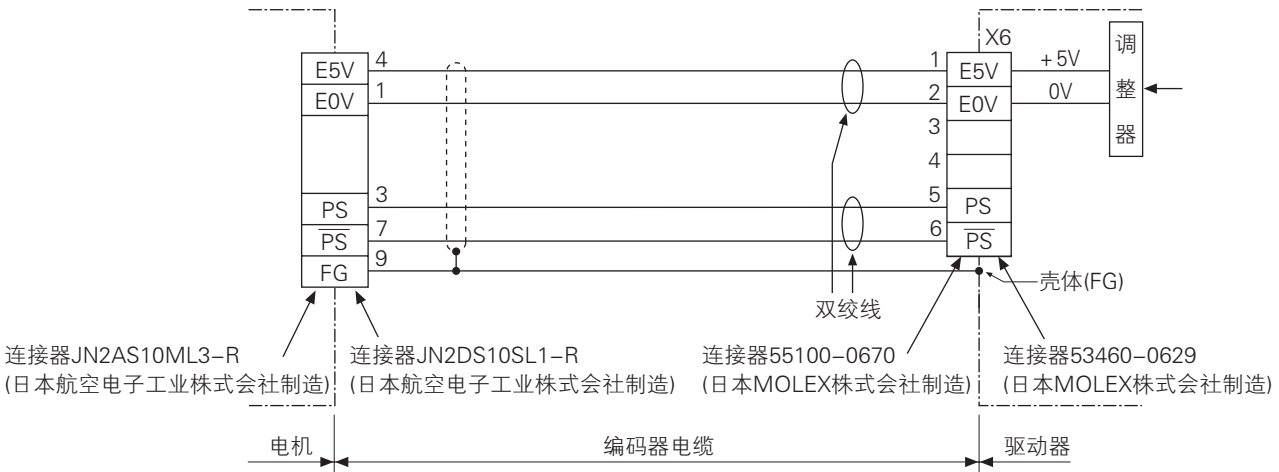 X6
调整器
E5V 4 1 E5V +5V
E0V 1 2 E0V 0V
3
4
PS 3 5 PS
P̅S̅ 7 6 P̅S̅
FG 9
壳体(FG)
双绞线
连接器JN2AS10ML3-R 连接器JN2DS10SL1-R 连接器55100-0670 连接器53460-0629
(日本航空电子工业株式会社制造) (日本航空电子工业株式会社制造) (日本MOLEX株式会社制造) (日本MOLEX株式会社制造)
电机 编码器电缆 驱动器